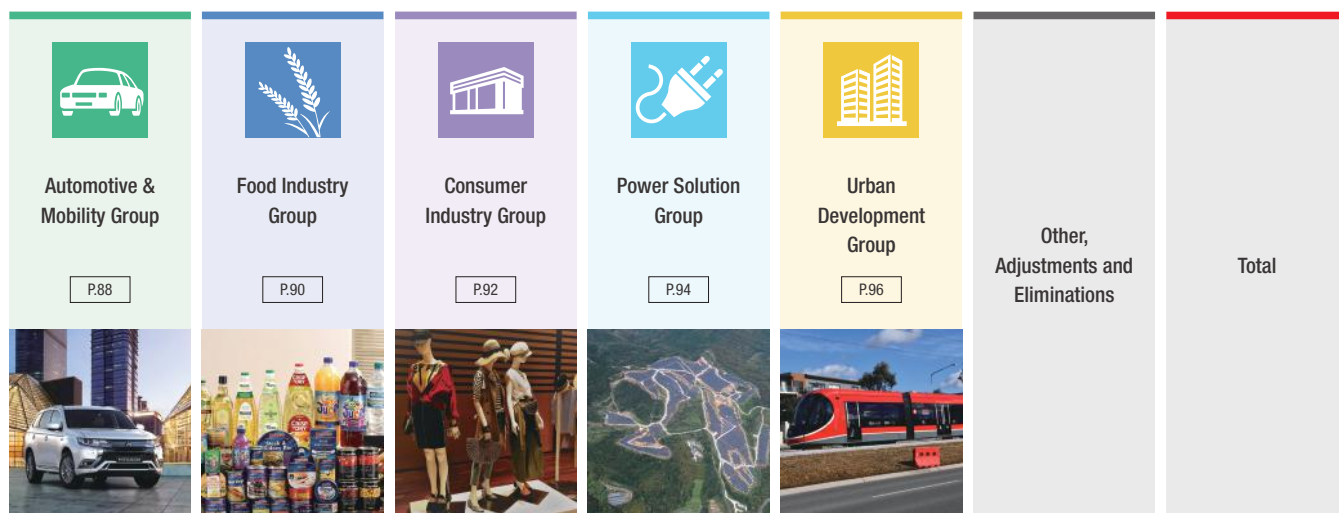 Automotive &
Mobility Group
P.88
Food Industry
Group
P.90
Consumer
Industry Group
P.92
Power Solution
Group
P.94
Urban
Development
Group
P.96
Other,
Adjustments and
Eliminations
Total